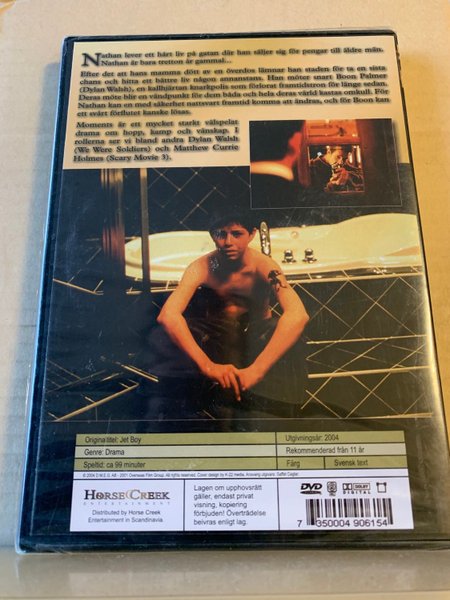 Nathan lever ett hårt liv på gatan där han säljer sig för pengar till äldre män.
Nathan är bara tretton år gammal...
Efter det att hans mamma dött av en överdos lämnar han staden för ta en sista
chans och hitta ett bättre liv någon annanstans. Han möter snart Boon Palmer
(Dylan Walsh), en kallhjärtan knarkpolis som förlorat framtidstron för länge sedan.
Deras möte blir en vändpunkt för dem båda och hela deras värld kastas omkull. För
Nathan kan en med säkerhet nattsvart framtid komma att ändras, och för Boon kan
ett svårt förflutet kanske lösas.
Moments är ett mycket starkt välspelat
drama om hopp, kamp och vänskap. I
rollerna ser vi bland andra Dylan Walsh
(We Were Soldiers) och Matthew Currie
Holmes (Scary Movie 3).
Originaltitel: Jet Boy
Utgivningsår: 2004
Genre: Drama
Rekommenderad från 11 år
Speltid: ca 99 minuter
Färg
Svensk text
HORSE CREEK
ENTERTAINMENT
Distributed by Horse Creek
Entertainment in Scandinavia
Lagen om upphovsrätt
gäller, endast privat
visning, kopiering
förbjuden! Överträdelse
beivras enligt lag.
DVD
VIDEO
DOLBY
DIGITAL
7 350004 906154